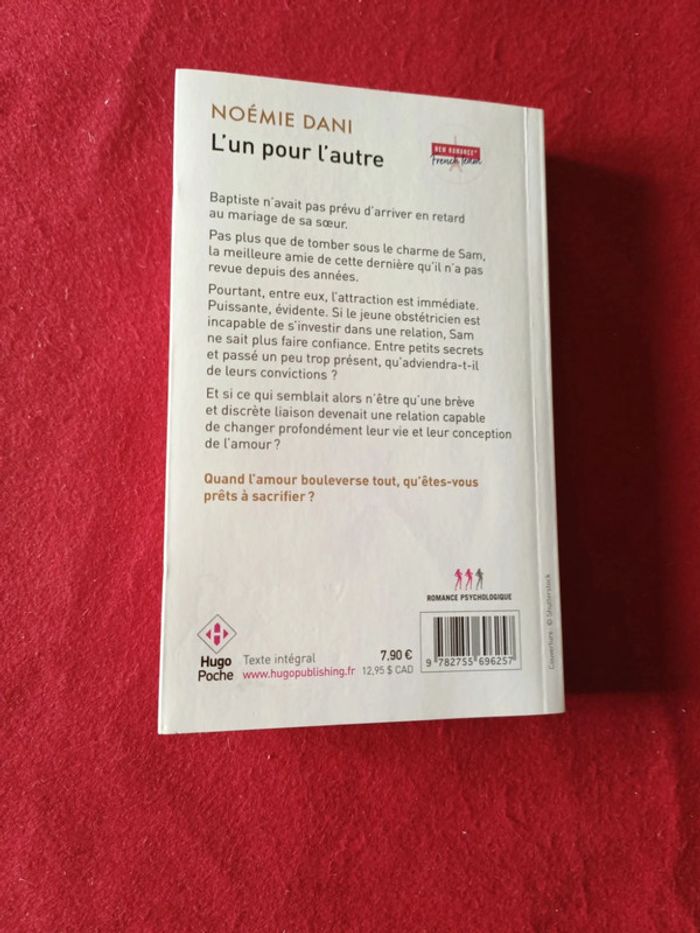 NOÉMIE DANI
L'un pour l'autre
NEW ROMANCE®
French Team
Baptiste n'avait pas prévu d'arriver en retard
au mariage de sa sœur.
Pas plus que de tomber sous le charme de Sam,
la meilleure amie de cette dernière qu'il n'a pas
revue depuis des années.
Pourtant, entre eux, l'attraction est immédiate.
Puissante, évidente. Si le jeune obstétricien est
incapable de s'investir dans une relation, Sam
ne sait plus faire confiance. Entre petits secrets
et passé un peu trop présent, qu'adviendra-t-il
de leurs convictions ?
Et si ce qui semblait alors n'être qu'une brève
et discrète liaison devenait une relation capable
de changer profondément leur vie et leur conception
de l'amour ?
Quand l'amour bouleverse tout, qu'êtes-vous
prêts à sacrifier ?
ROMANCE PSYCHOLOGIQUE
Hugo
Poche
Texte intégral
www.hugopublishing.fr
7,90 €
12,95 $ CAD
9 782755 696257
Couverture : © Shutterstock